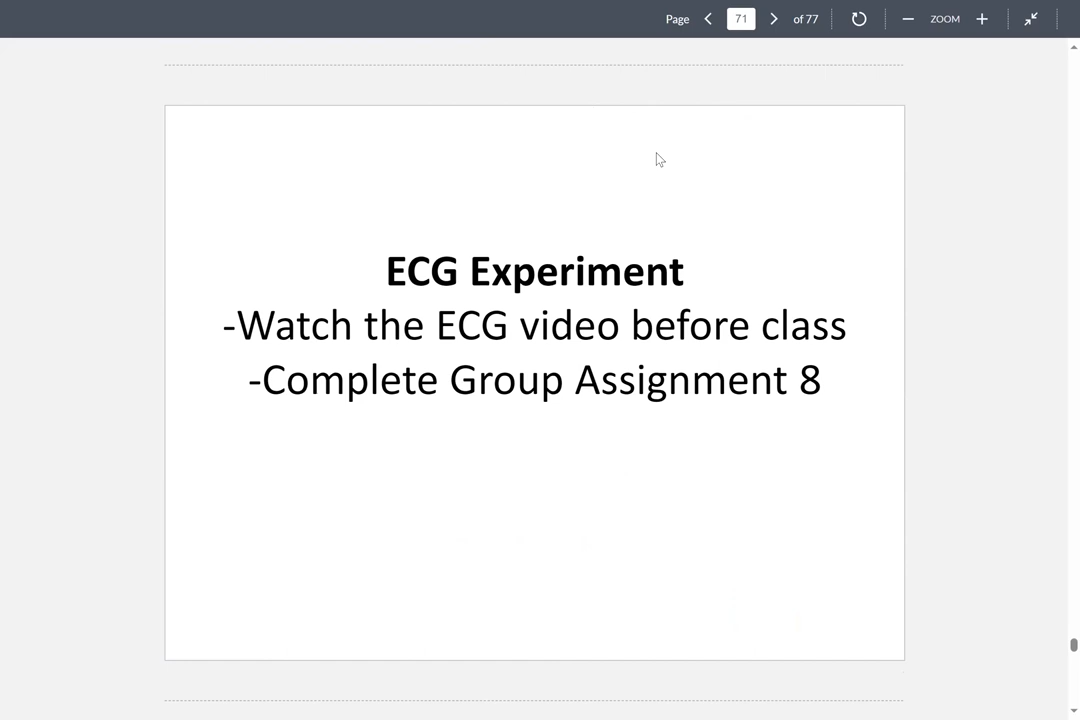 Page 71 of 77 ZOOM
ECG Experiment
-Watch the ECG video before class
-Complete Group Assignment 8